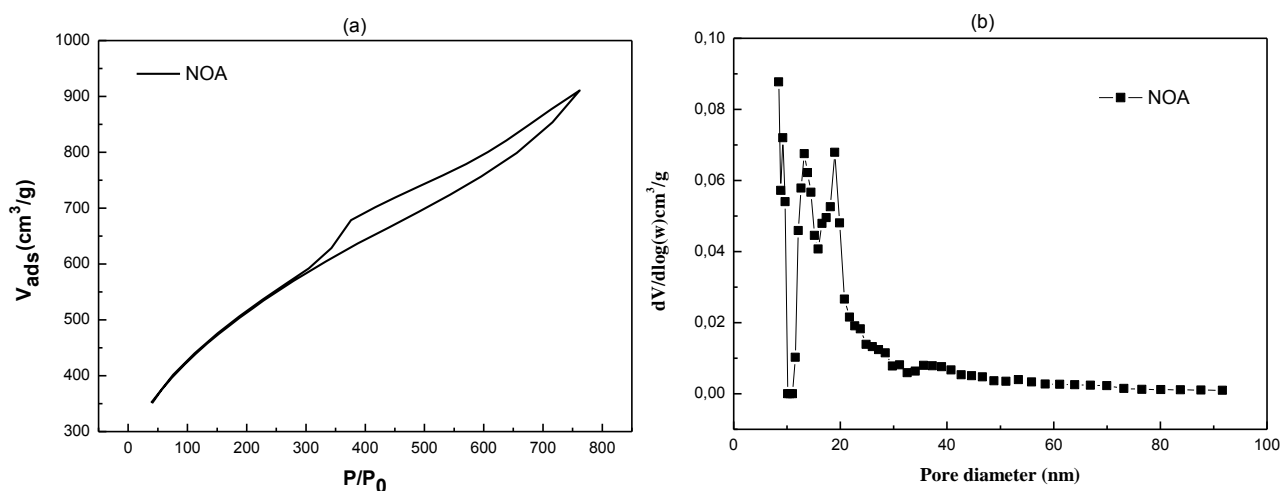 (a)
1000
900
800
700
600
500
400
300
V_ads(cm³/g)
NOA
0 100 200 300 400 500 600 700 800
P/P₀
(b)
0,10
0,08
0,06
0,04
0,02
0,00
dV/dlog(w)cm³/g
NOA
0 20 40 60 80 100
Pore diameter (nm)